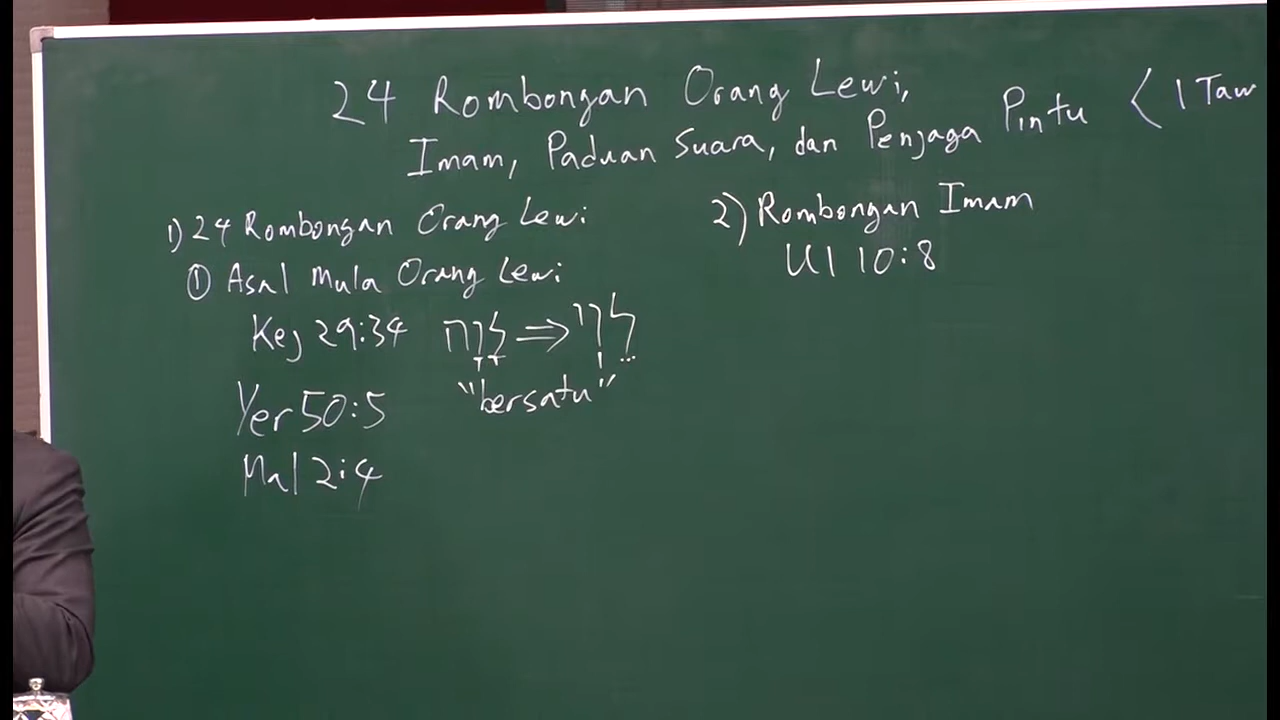 24 Rombongan Orang Lewi,
Imam, Paduan Suara, dan Penjaga Pintu < 1 Taw
1) 24 Rombongan Orang Lewi
① Asal Mula Orang Lewi
Kej 29:34 לָוָה ⇒ לֵוִי
"bersatu"
Yer 50:5
Mal 2:4
2) Rombongan Imam
Ul 10:8